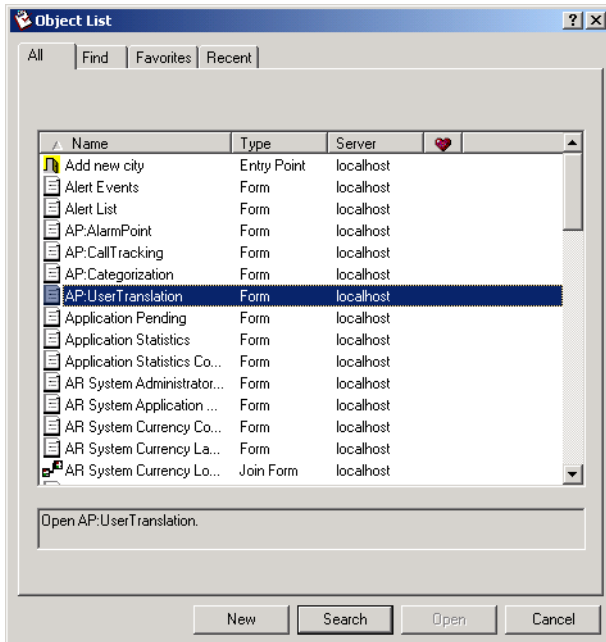 Object List
All Find Favorites Recent
Name Type Server
Add new city Entry Point localhost
Alert Events Form localhost
Alert List Form localhost
AP:AlarmPoint Form localhost
AP:CallTracking Form localhost
AP:Categorization Form localhost
AP:UserTranslation Form localhost
Application Pending Form localhost
Application Statistics Form localhost
Application Statistics Co... Form localhost
AR System Administrator... Form localhost
AR System Application ... Form localhost
AR System Currency Co... Form localhost
AR System Currency La... Form localhost
AR System Currency Lo... Join Form localhost
Open AP:UserTranslation.
New Search Open Cancel